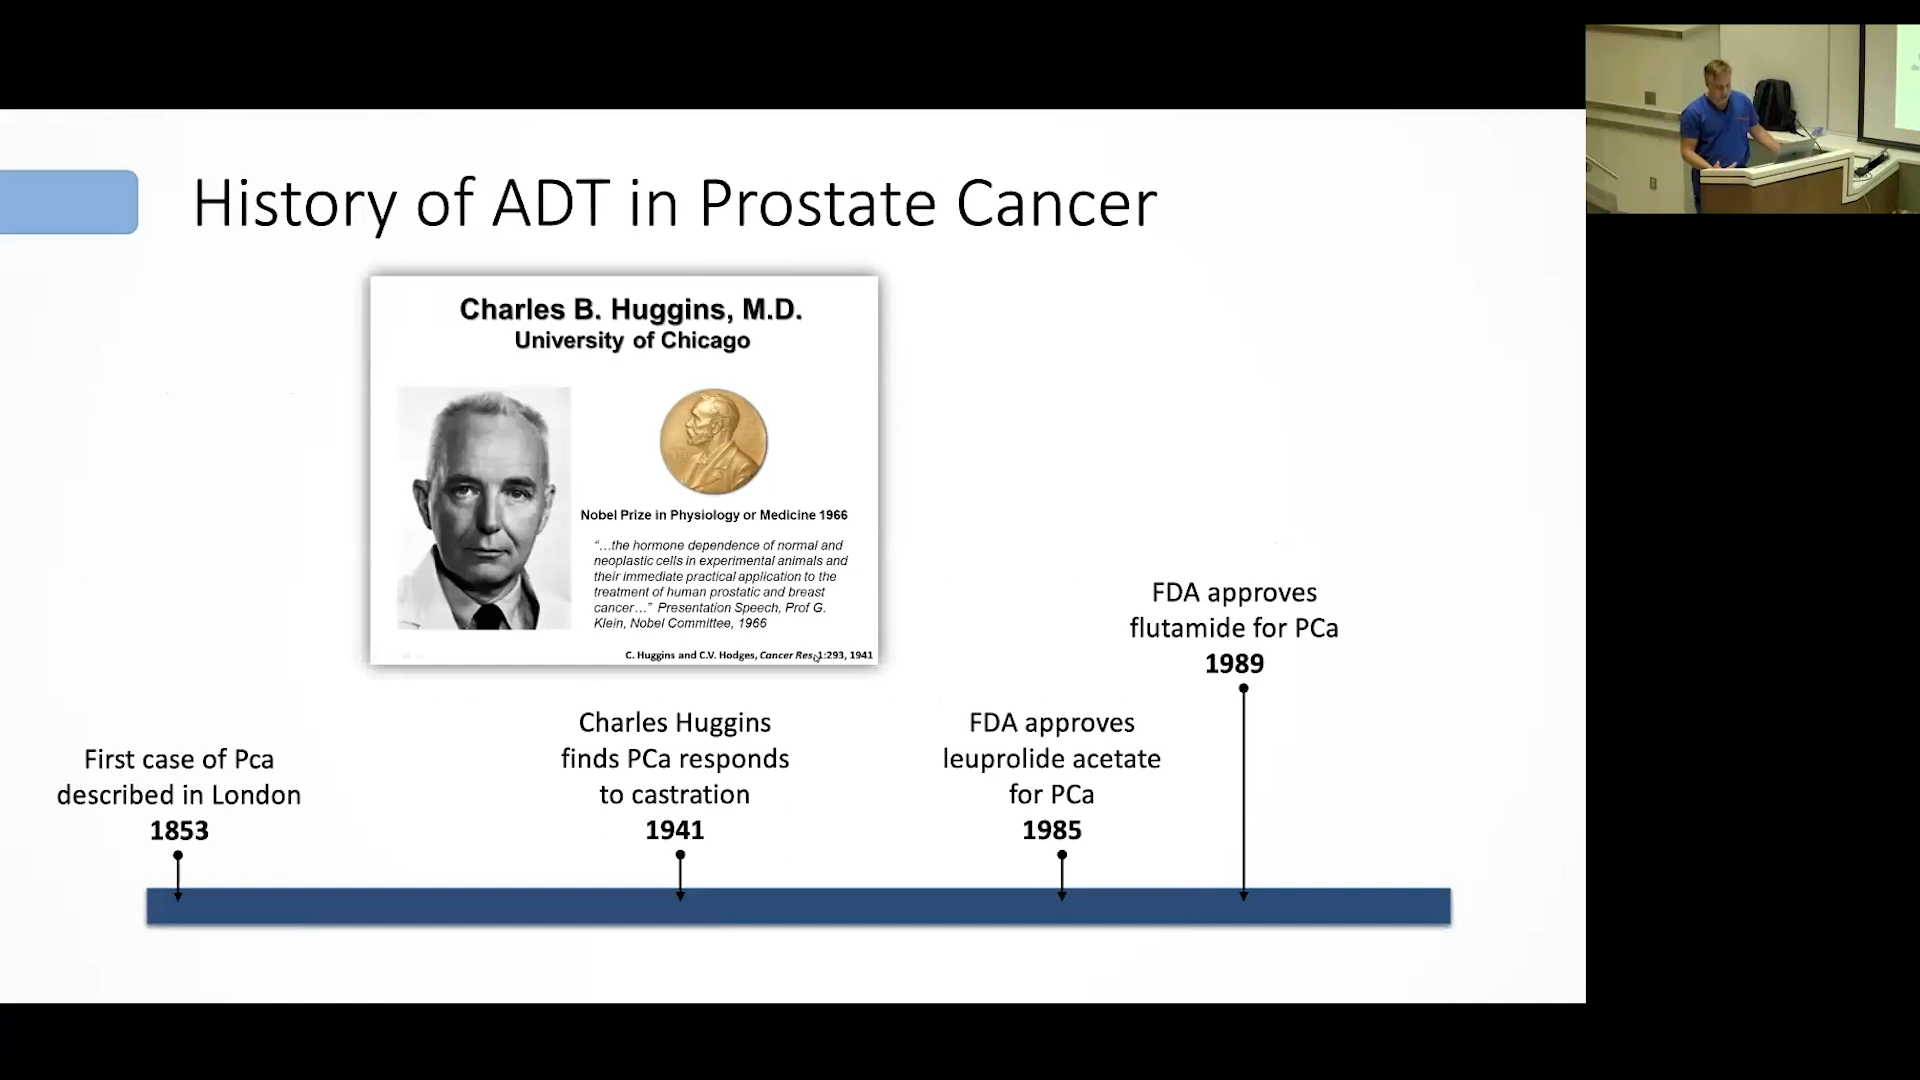 History of ADT in Prostate Cancer
Charles B. Huggins, M.D.
University of Chicago
Nobel Prize in Physiology or Medicine 1966
“…the hormone dependence of normal and
neoplastic cells in experimental animals and
their immediate practical application to the
treatment of human prostatic and breast
cancer…” Presentation Speech, Prof G.
Klein, Nobel Committee, 1966
C. Huggins and C.V. Hodges, Cancer Res, 1:293, 1941
First case of Pca
described in London
1853
Charles Huggins
finds PCa responds
to castration
1941
FDA approves
leuprolide acetate
for PCa
1985
FDA approves
flutamide for PCa
1989